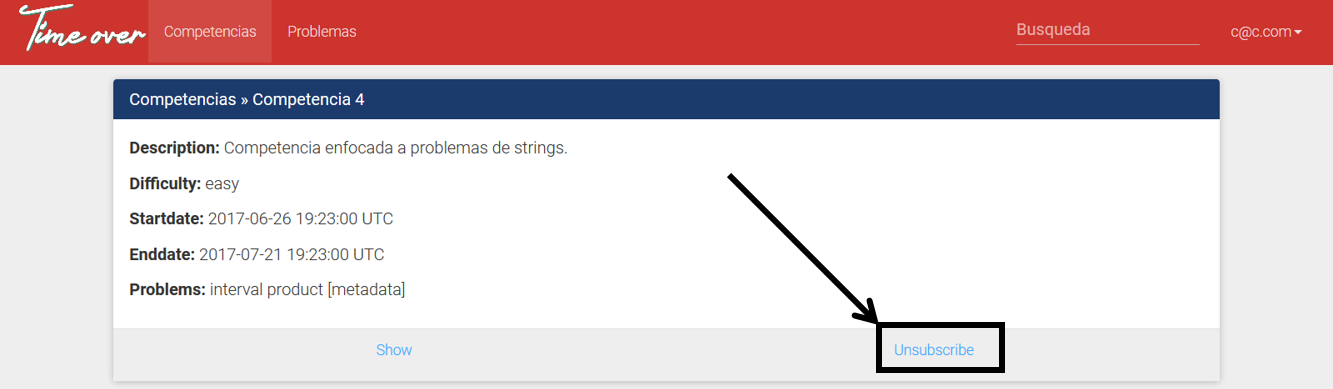 Time over Competencias Problemas Busqueda c@c.com
Competencias » Competencia 4
Description: Competencia enfocada a problemas de strings.
Difficulty: easy
Startdate: 2017-06-26 19:23:00 UTC
Enddate: 2017-07-21 19:23:00 UTC
Problems: interval product [metadata]
Show Unsubscribe